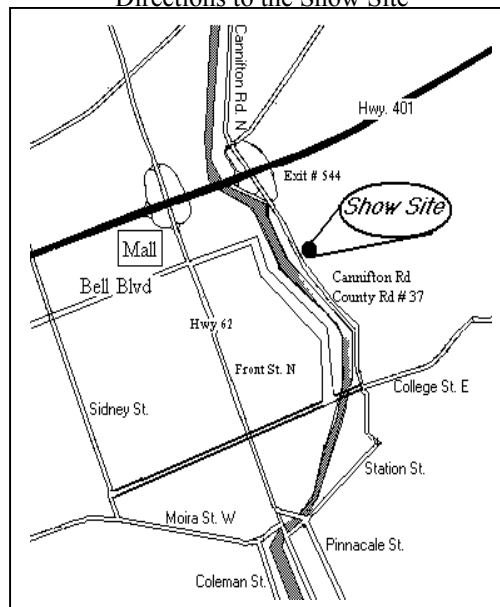 Directions to the Show Site
Cannifton Rd. N
Hwy. 401
Exit # 544
Show Site
Mall
Cannifton Rd
County Rd # 37
Bell Blvd
Hwy 62
Front St. N
College St. E
Sidney St.
Station St.
Moira St. W
Pinnacale St.
Coleman St.